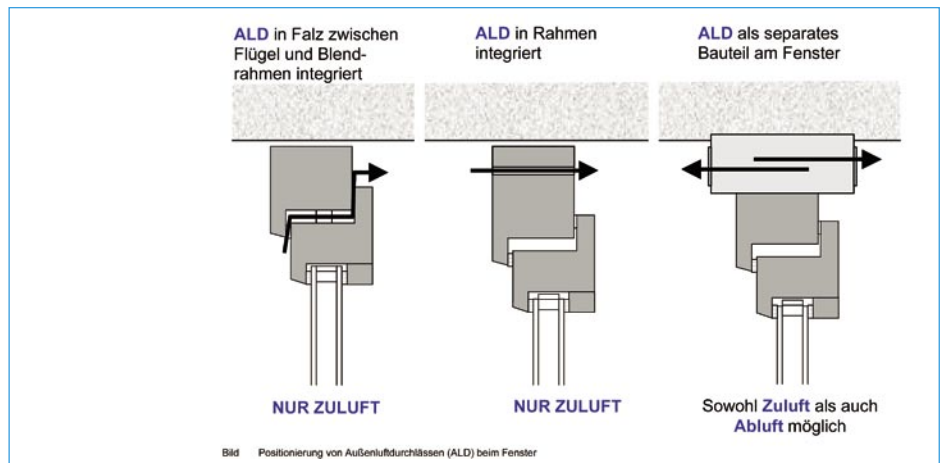 ALD in Falz zwischen
Flügel und Blend-
rahmen integriert
ALD in Rahmen
integriert
ALD als separates
Bauteil am Fenster
NUR ZULUFT
NUR ZULUFT
Sowohl Zuluft als auch
Abluft möglich
Bild Positionierung von Außenluftdurchlässen (ALD) beim Fenster